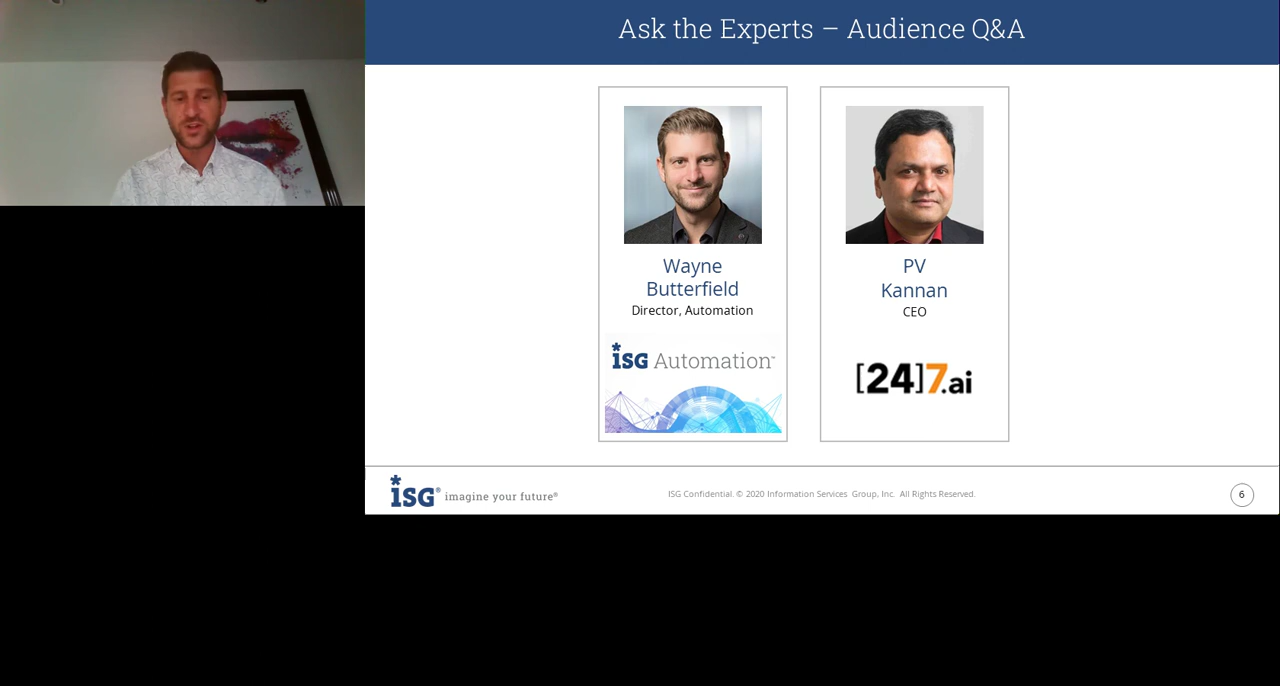 Ask the Experts – Audience Q&A
Wayne
Butterfield
Director, Automation
ISG Automation™
PV
Kannan
CEO
[24]7.ai
ISG® imagine your future®
ISG Confidential. © 2020 Information Services Group, Inc. All Rights Reserved.
6